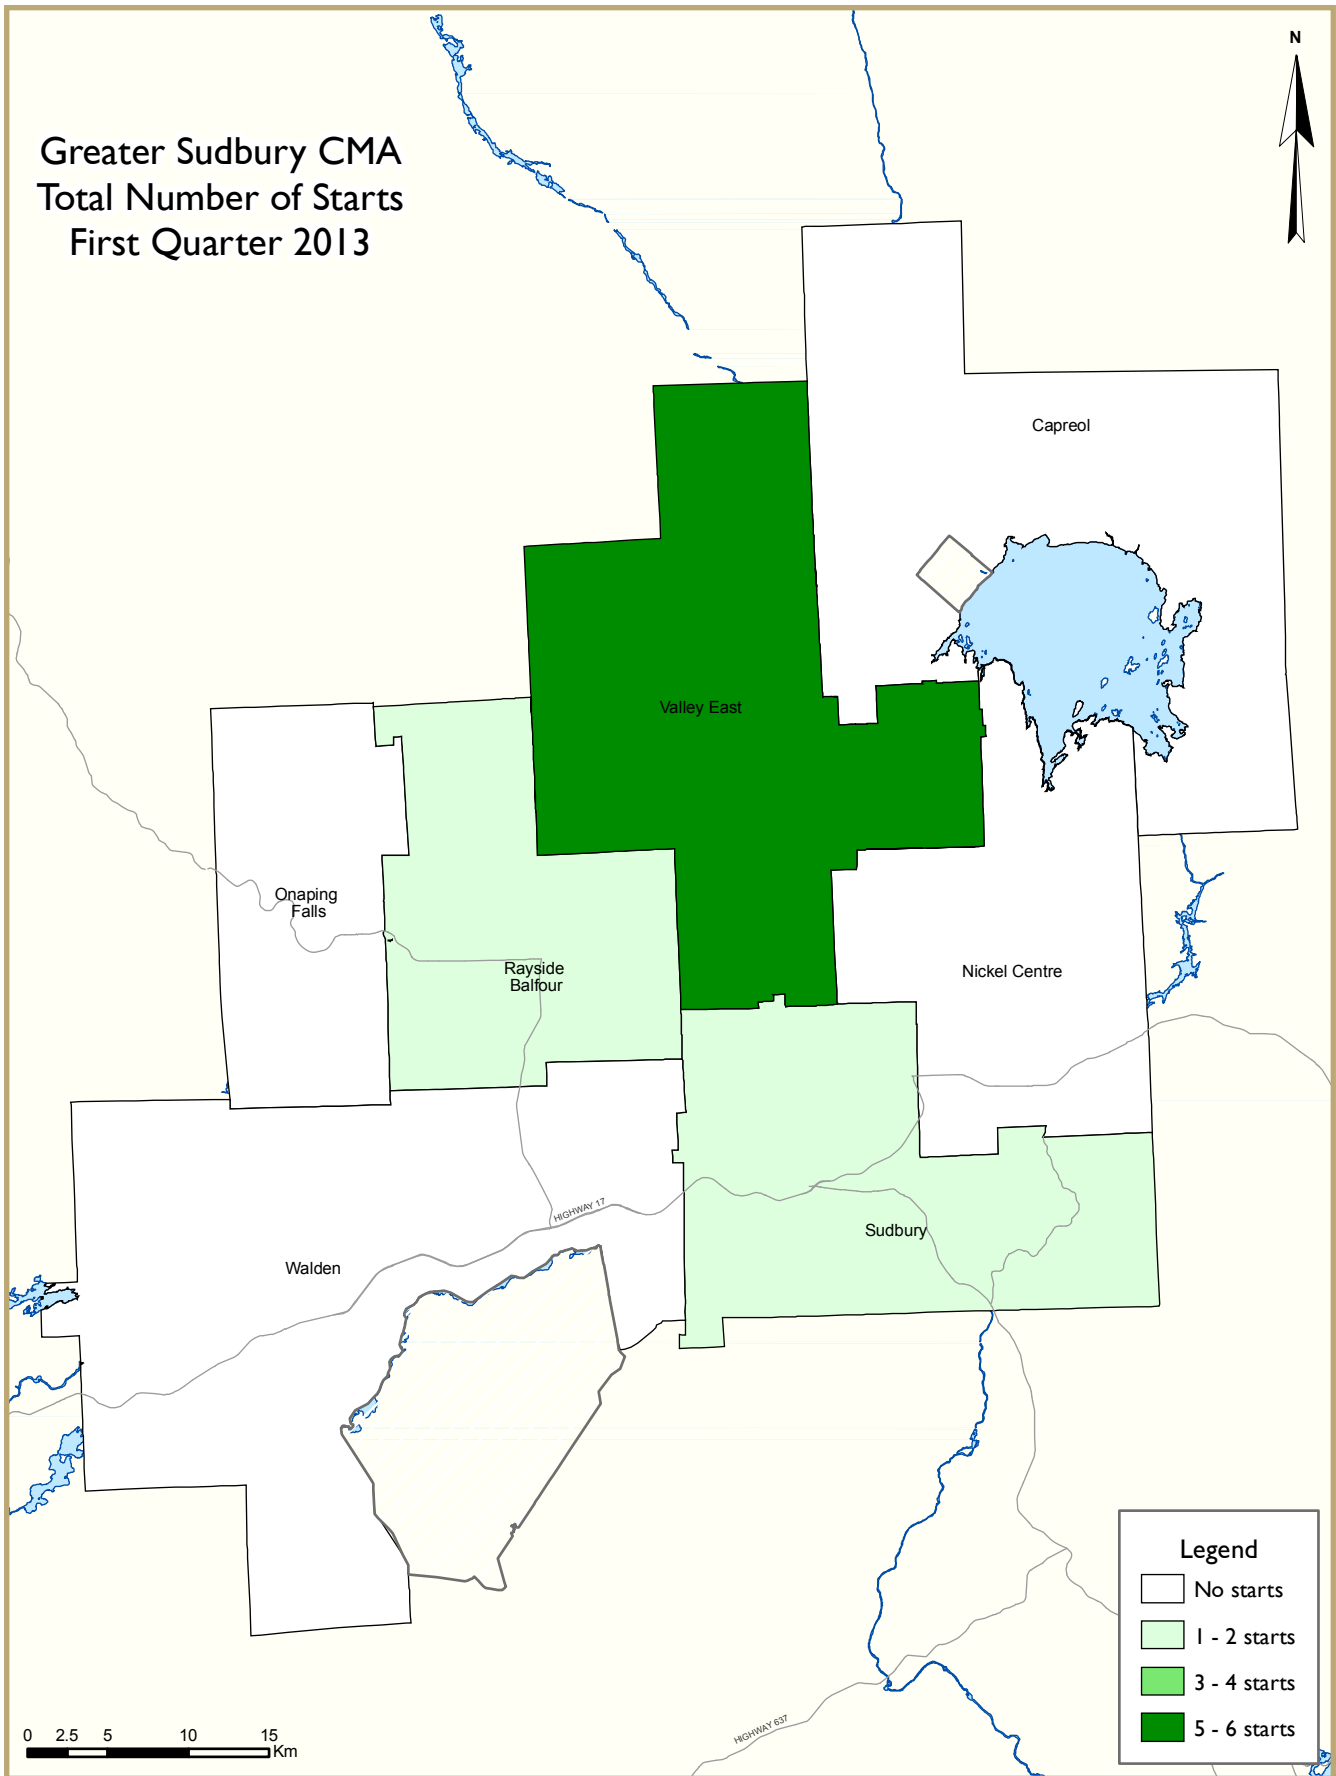 Greater Sudbury CMA
Total Number of Starts
First Quarter 2013
N
Capreol
Valley East
Onaping
Falls
Rayside
Balfour
Nickel Centre
HIGHWAY 17
Sudbury
Walden
HIGHWAY 637
Legend
No starts
1 - 2 starts
3 - 4 starts
5 - 6 starts
0 2.5 5 10 15
Km